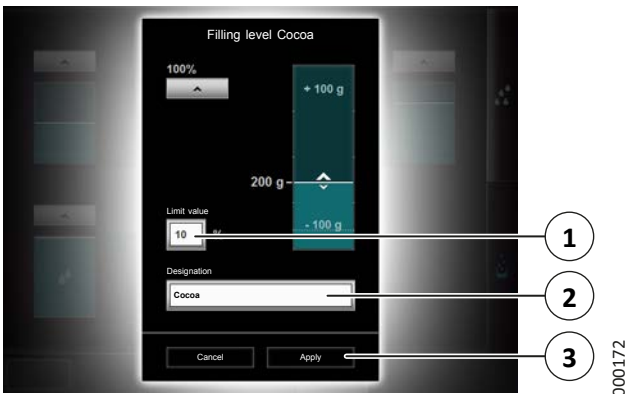 Filling level Cocoa
100%
+ 100 g
200 g
Limit value
10 %
- 100 g
1
Designation
Cocoa
2
Cancel Apply
3
000172